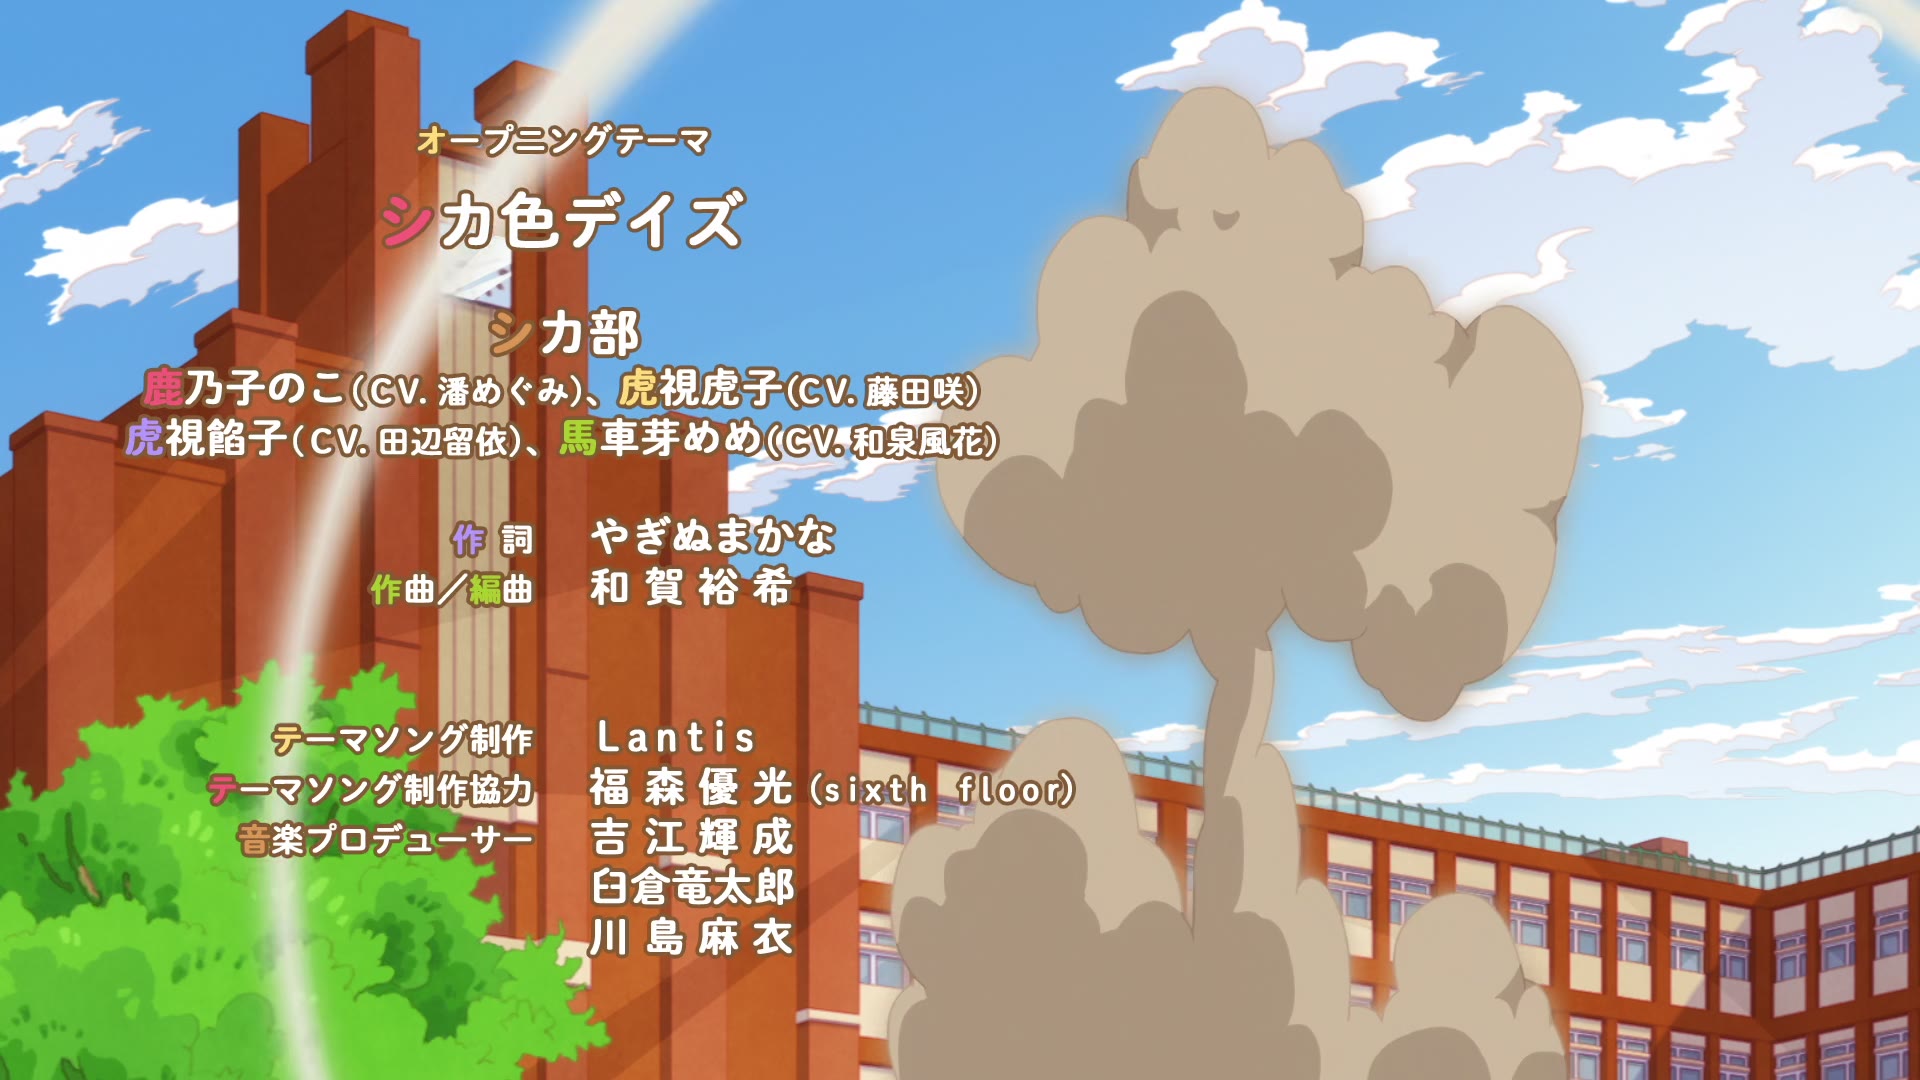 オープニングテーマ
シカ色デイズ
シカ部
鹿乃子のこ(CV. 潘めぐみ)、虎視虎子(CV. 藤田咲)
虎視餡子(CV. 田辺留依)、馬車芽めめ(CV. 和泉風花)
作 詞 やぎぬまかな
作曲／編曲 和 賀 裕 希
テーマソング制作 Lantis
テーマソング制作協力 福 森 優 光 (sixth floor)
音楽プロデューサー 吉 江 輝 成
臼倉竜太郎
川 島 麻 衣